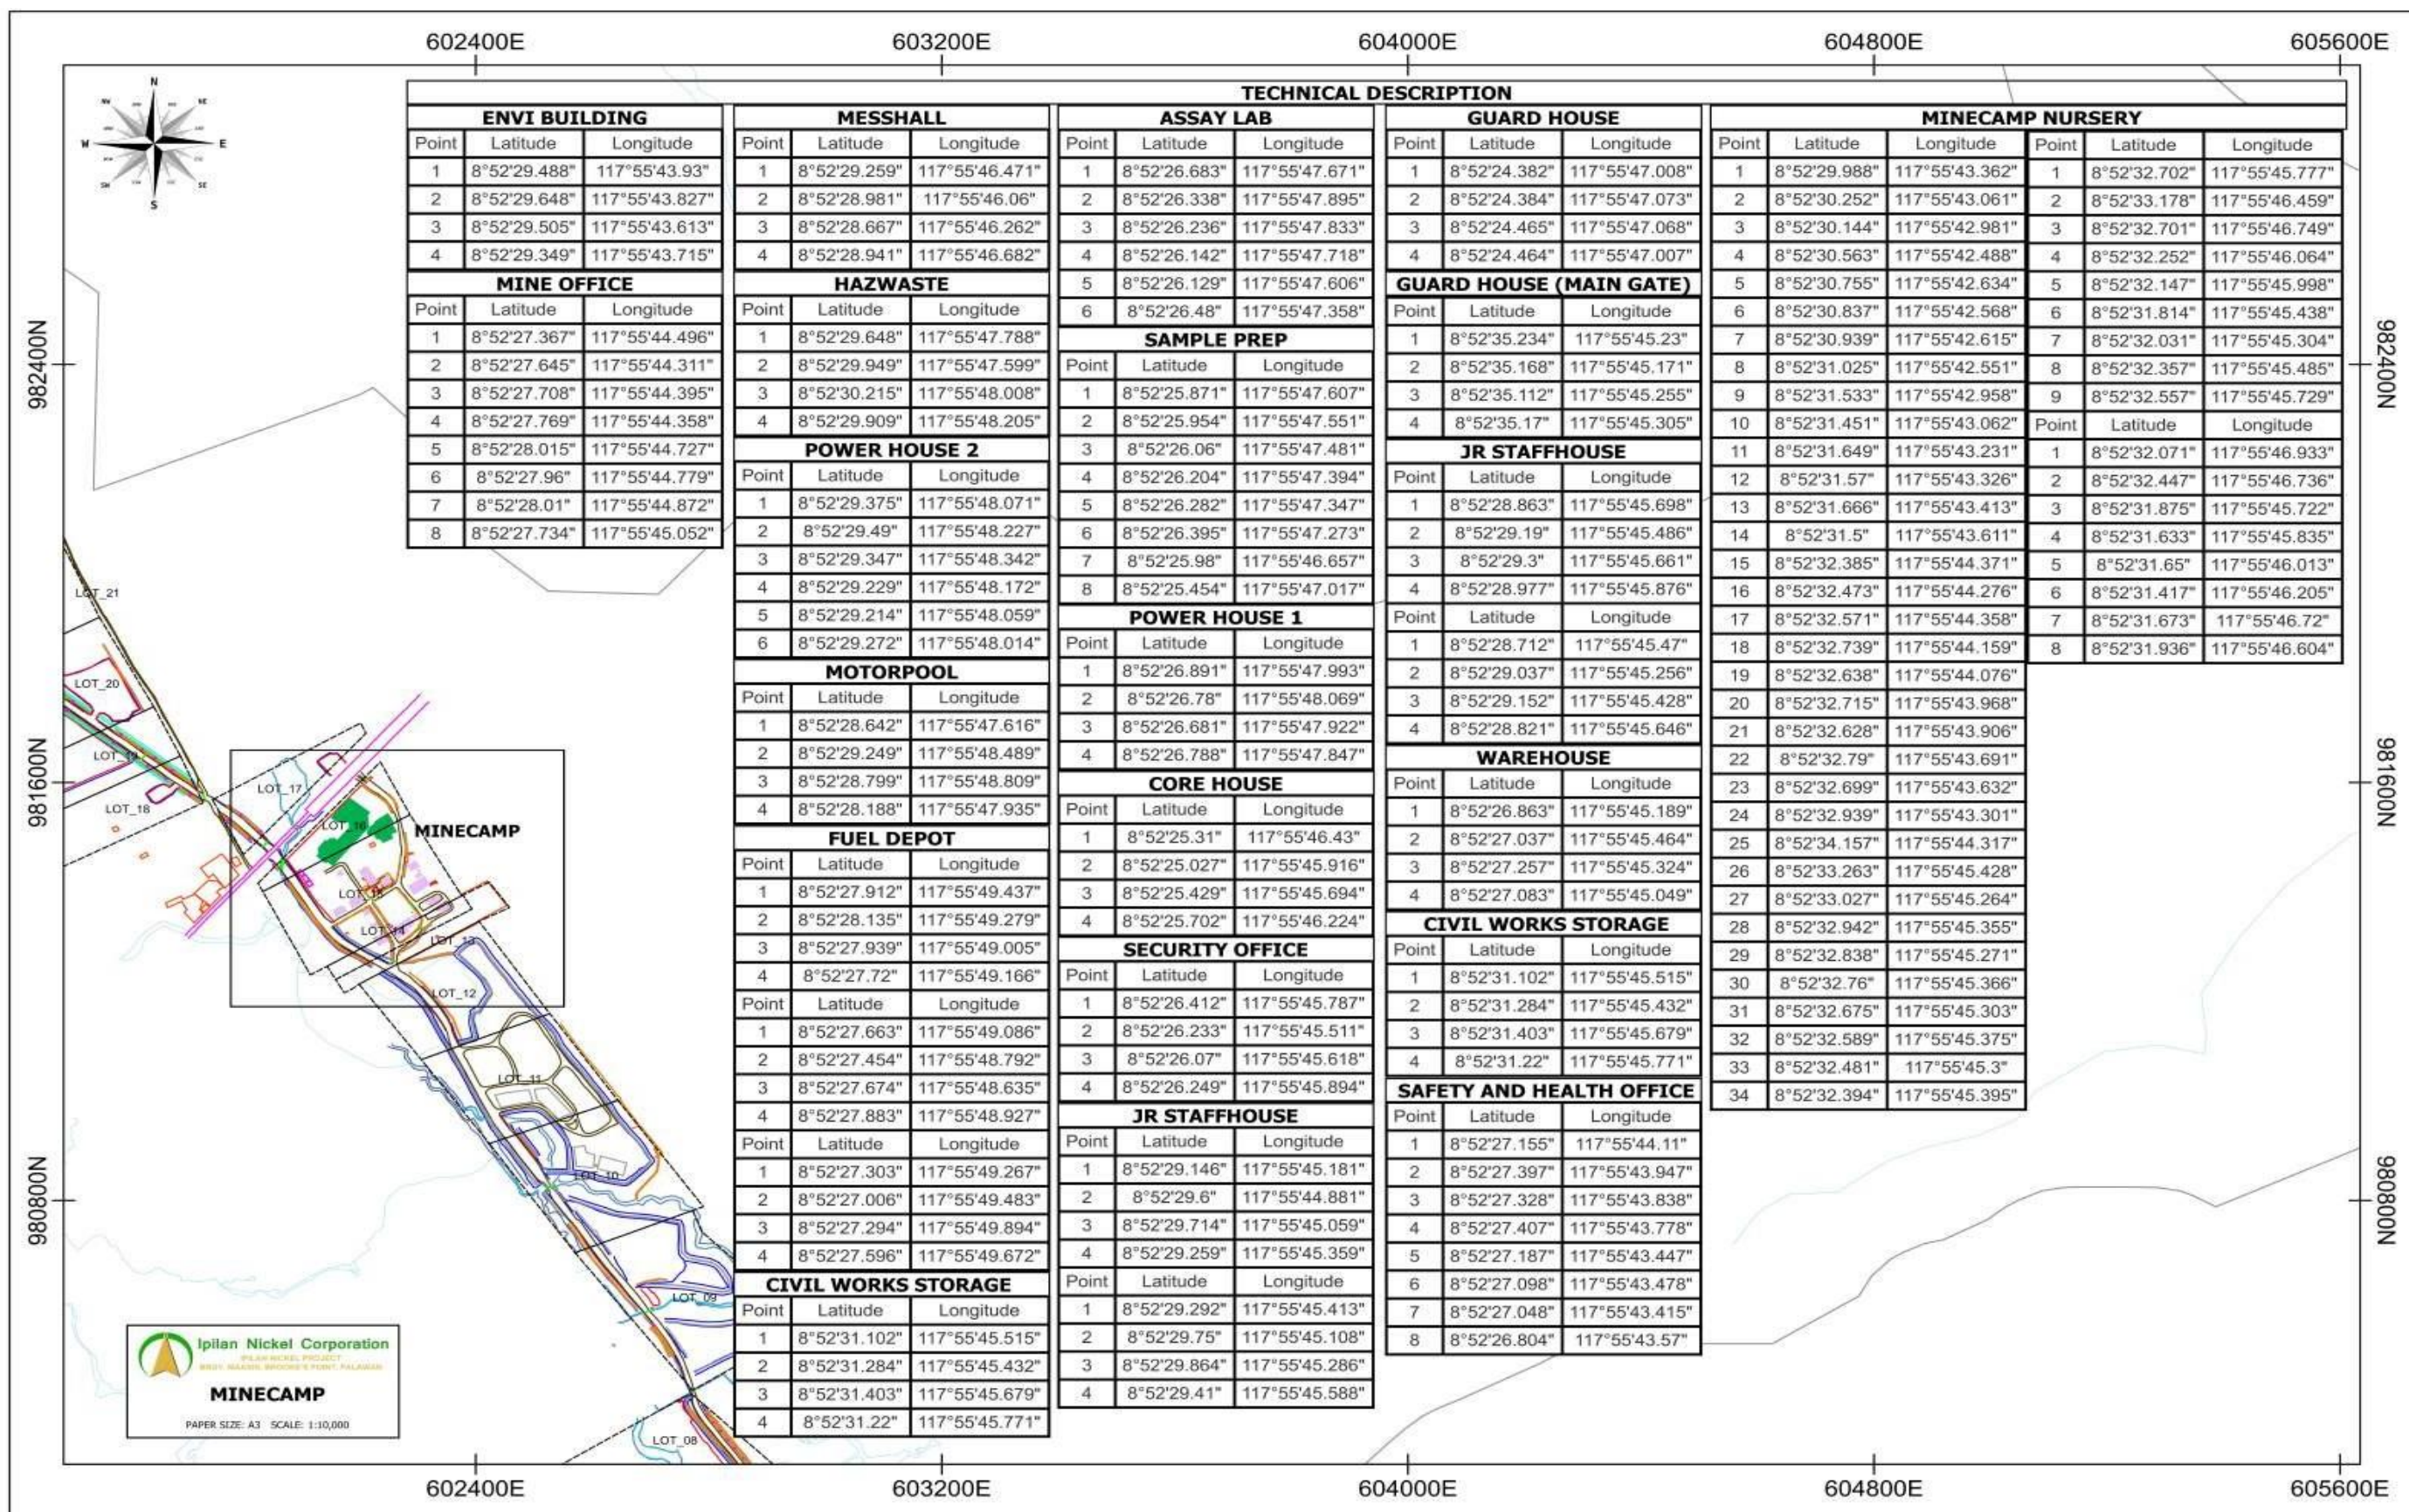 602400E 603200E 604000E 604800E 605600E
N
NW NE
W E
SW SE
S
TECHNICAL DESCRIPTION
ENVI BUILDING
Point Latitude Longitude
1 8°52'29.488" 117°55'43.93"
2 8°52'29.648" 117°55'43.827"
3 8°52'29.505" 117°55'43.613"
4 8°52'29.349" 117°55'43.715"
MINE OFFICE
Point Latitude Longitude
1 8°52'27.367" 117°55'44.496"
2 8°52'27.645" 117°55'44.311"
3 8°52'27.708" 117°55'44.395"
4 8°52'27.769" 117°55'44.358"
5 8°52'28.015" 117°55'44.727"
6 8°52'27.96" 117°55'44.779"
7 8°52'28.01" 117°55'44.872"
8 8°52'27.734" 117°55'45.052"
MESSHALL
Point Latitude Longitude
1 8°52'29.259" 117°55'46.471"
2 8°52'28.981" 117°55'46.06"
3 8°52'28.667" 117°55'46.262"
4 8°52'28.941" 117°55'46.682"
HAZWASTE
Point Latitude Longitude
1 8°52'29.648" 117°55'47.788"
2 8°52'29.949" 117°55'47.599"
3 8°52'30.215" 117°55'48.008"
4 8°52'29.909" 117°55'48.205"
POWER HOUSE 2
Point Latitude Longitude
1 8°52'29.375" 117°55'48.071"
2 8°52'29.49" 117°55'48.227"
3 8°52'29.347" 117°55'48.342"
4 8°52'29.229" 117°55'48.172"
5 8°52'29.214" 117°55'48.059"
6 8°52'29.272" 117°55'48.014"
MOTORPOOL
Point Latitude Longitude
1 8°52'28.642" 117°55'47.616"
2 8°52'29.249" 117°55'48.489"
3 8°52'28.799" 117°55'48.809"
4 8°52'28.188" 117°55'47.935"
FUEL DEPOT
Point Latitude Longitude
1 8°52'27.912" 117°55'49.437"
2 8°52'28.135" 117°55'49.279"
3 8°52'27.939" 117°55'49.005"
4 8°52'27.72" 117°55'49.166"
Point Latitude Longitude
1 8°52'27.663" 117°55'49.086"
2 8°52'27.454" 117°55'48.792"
3 8°52'27.674" 117°55'48.635"
4 8°52'27.883" 117°55'48.927"
Point Latitude Longitude
1 8°52'27.303" 117°55'49.267"
2 8°52'27.006" 117°55'49.483"
3 8°52'27.294" 117°55'49.894"
4 8°52'27.596" 117°55'49.672"
CIVIL WORKS STORAGE
Point Latitude Longitude
1 8°52'31.102" 117°55'45.515"
2 8°52'31.284" 117°55'45.432"
3 8°52'31.403" 117°55'45.679"
4 8°52'31.22" 117°55'45.771"
ASSAY LAB
Point Latitude Longitude
1 8°52'26.683" 117°55'47.671"
2 8°52'26.338" 117°55'47.895"
3 8°52'26.236" 117°55'47.833"
4 8°52'26.142" 117°55'47.718"
5 8°52'26.129" 117°55'47.606"
6 8°52'26.48" 117°55'47.358"
SAMPLE PREP
Point Latitude Longitude
1 8°52'25.871" 117°55'47.607"
2 8°52'25.954" 117°55'47.551"
3 8°52'26.06" 117°55'47.481"
4 8°52'26.204" 117°55'47.394"
5 8°52'26.282" 117°55'47.347"
6 8°52'26.395" 117°55'47.273"
7 8°52'25.98" 117°55'46.657"
8 8°52'25.454" 117°55'47.017"
POWER HOUSE 1
Point Latitude Longitude
1 8°52'26.891" 117°55'47.993"
2 8°52'26.78" 117°55'48.069"
3 8°52'26.681" 117°55'47.922"
4 8°52'26.788" 117°55'47.847"
CORE HOUSE
Point Latitude Longitude
1 8°52'25.31" 117°55'46.43"
2 8°52'25.027" 117°55'45.916"
3 8°52'25.429" 117°55'45.694"
4 8°52'25.702" 117°55'46.224"
SECURITY OFFICE
Point Latitude Longitude
1 8°52'26.412" 117°55'45.787"
2 8°52'26.233" 117°55'45.511"
3 8°52'26.07" 117°55'45.618"
4 8°52'26.249" 117°55'45.894"
JR STAFFHOUSE
Point Latitude Longitude
1 8°52'29.146" 117°55'45.181"
2 8°52'29.6" 117°55'44.881"
3 8°52'29.714" 117°55'45.059"
4 8°52'29.259" 117°55'45.359"
Point Latitude Longitude
1 8°52'29.292" 117°55'45.413"
2 8°52'29.75" 117°55'45.108"
3 8°52'29.864" 117°55'45.286"
4 8°52'29.41" 117°55'45.588"
GUARD HOUSE
Point Latitude Longitude
1 8°52'24.382" 117°55'47.008"
2 8°52'24.384" 117°55'47.073"
3 8°52'24.465" 117°55'47.068"
4 8°52'24.464" 117°55'47.007"
GUARD HOUSE (MAIN GATE)
Point Latitude Longitude
1 8°52'35.234" 117°55'45.23"
2 8°52'35.168" 117°55'45.171"
3 8°52'35.112" 117°55'45.255"
4 8°52'35.17" 117°55'45.305"
JR STAFFHOUSE
Point Latitude Longitude
1 8°52'28.863" 117°55'45.698"
2 8°52'29.19" 117°55'45.486"
3 8°52'29.3" 117°55'45.661"
4 8°52'28.977" 117°55'45.876"
Point Latitude Longitude
1 8°52'28.712" 117°55'45.47"
2 8°52'29.037" 117°55'45.256"
3 8°52'29.152" 117°55'45.428"
4 8°52'28.821" 117°55'45.646"
WAREHOUSE
Point Latitude Longitude
1 8°52'26.863" 117°55'45.189"
2 8°52'27.037" 117°55'45.464"
3 8°52'27.257" 117°55'45.324"
4 8°52'27.083" 117°55'45.049"
CIVIL WORKS STORAGE
Point Latitude Longitude
1 8°52'31.102" 117°55'45.515"
2 8°52'31.284" 117°55'45.432"
3 8°52'31.403" 117°55'45.679"
4 8°52'31.22" 117°55'45.771"
SAFETY AND HEALTH OFFICE
Point Latitude Longitude
1 8°52'27.155" 117°55'44.11"
2 8°52'27.397" 117°55'43.947"
3 8°52'27.328" 117°55'43.838"
4 8°52'27.407" 117°55'43.778"
5 8°52'27.187" 117°55'43.447"
6 8°52'27.098" 117°55'43.478"
7 8°52'27.048" 117°55'43.415"
8 8°52'26.804" 117°55'43.57"
MINECAMP NURSERY
Point Latitude Longitude
1 8°52'29.988" 117°55'43.362"
2 8°52'30.252" 117°55'43.061"
3 8°52'30.144" 117°55'42.981"
4 8°52'30.563" 117°55'42.488"
5 8°52'30.755" 117°55'42.634"
6 8°52'30.837" 117°55'42.568"
7 8°52'30.939" 117°55'42.615"
8 8°52'31.025" 117°55'42.551"
9 8°52'31.533" 117°55'42.958"
10 8°52'31.451" 117°55'43.062"
11 8°52'31.649" 117°55'43.231"
12 8°52'31.57" 117°55'43.326"
13 8°52'31.666" 117°55'43.413"
14 8°52'31.5" 117°55'43.611"
15 8°52'32.385" 117°55'44.371"
16 8°52'32.473" 117°55'44.276"
17 8°52'32.571" 117°55'44.358"
18 8°52'32.739" 117°55'44.159"
19 8°52'32.638" 117°55'44.076"
20 8°52'32.715" 117°55'43.968"
21 8°52'32.628" 117°55'43.906"
22 8°52'32.79" 117°55'43.691"
23 8°52'32.699" 117°55'43.632"
24 8°52'32.939" 117°55'43.301"
25 8°52'34.157" 117°55'44.317"
26 8°52'33.263" 117°55'45.428"
27 8°52'33.027" 117°55'45.264"
28 8°52'32.942" 117°55'45.355"
29 8°52'32.838" 117°55'45.271"
30 8°52'32.76" 117°55'45.366"
31 8°52'32.675" 117°55'45.303"
32 8°52'32.589" 117°55'45.375"
33 8°52'32.481" 117°55'45.3"
34 8°52'32.394" 117°55'45.395"
Point Latitude Longitude
1 8°52'32.702" 117°55'45.777"
2 8°52'33.178" 117°55'46.459"
3 8°52'32.701" 117°55'46.749"
4 8°52'32.252" 117°55'46.064"
5 8°52'32.147" 117°55'45.998"
6 8°52'31.814" 117°55'45.438"
7 8°52'32.031" 117°55'45.304"
8 8°52'32.357" 117°55'45.485"
9 8°52'32.557" 117°55'45.729"
Point Latitude Longitude
1 8°52'32.071" 117°55'46.933"
2 8°52'32.447" 117°55'46.736"
3 8°52'31.875" 117°55'45.722"
4 8°52'31.633" 117°55'45.835"
5 8°52'31.65" 117°55'46.013"
6 8°52'31.417" 117°55'46.205"
7 8°52'31.673" 117°55'46.72"
8 8°52'31.936" 117°55'46.604"
982400N 982400N
981600N 981600N
980800N 980800N
LOT_21
LOT_20
LOT_19
LOT_18
LOT_17
LOT_16
MINECAMP
LOT_15
LOT_14
LOT_13
LOT_12
LOT_11
LOT_10
LOT_09
LOT_08
Ipilan Nickel Corporation
IPILAN NICKEL PROJECT
BRGY. MAASIN, BROOKE'S POINT, PALAWAN
MINECAMP
PAPER SIZE: A3 SCALE: 1:10,000
602400E 603200E 604000E 604800E 605600E